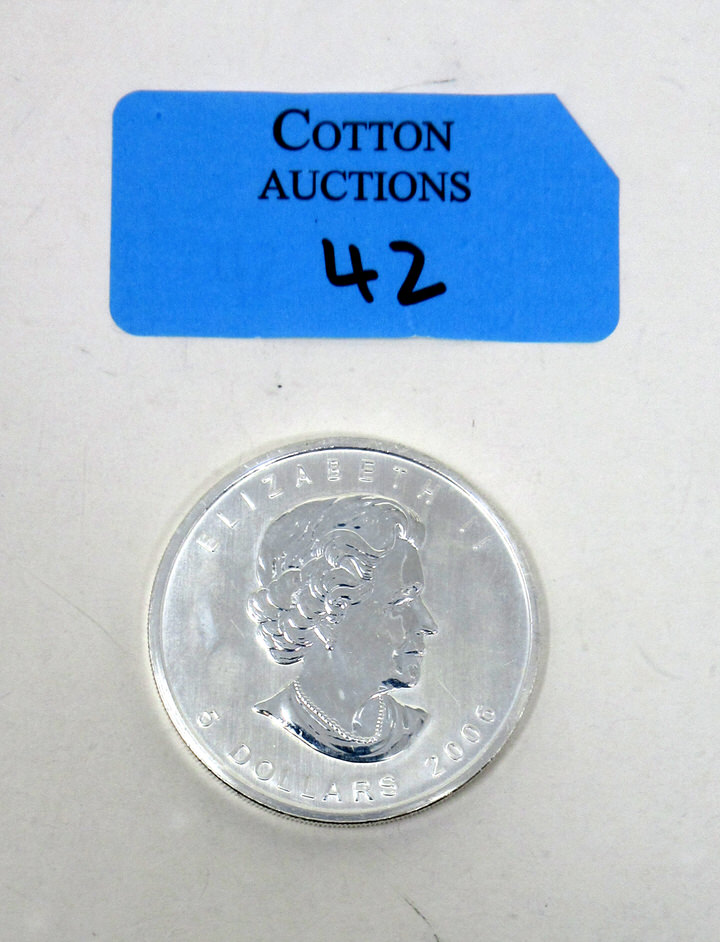 COTTON
AUCTIONS
42
ELIZABETH II
5 DOLLARS 2006